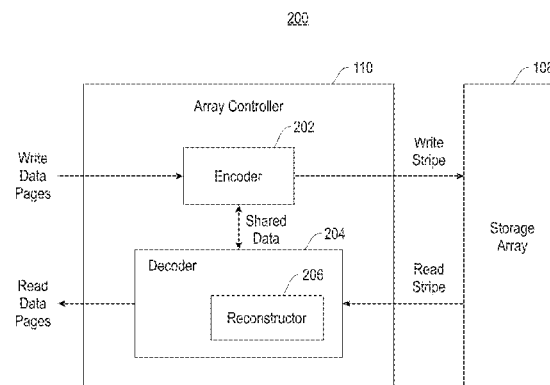 200
110
108
Array Controller
202
Write
Data
Pages
Encoder
Write
Stripe
Shared
Data
204
Storage
Array
Decoder
206
Read
Data
Pages
Reconstructor
Read
Stripe